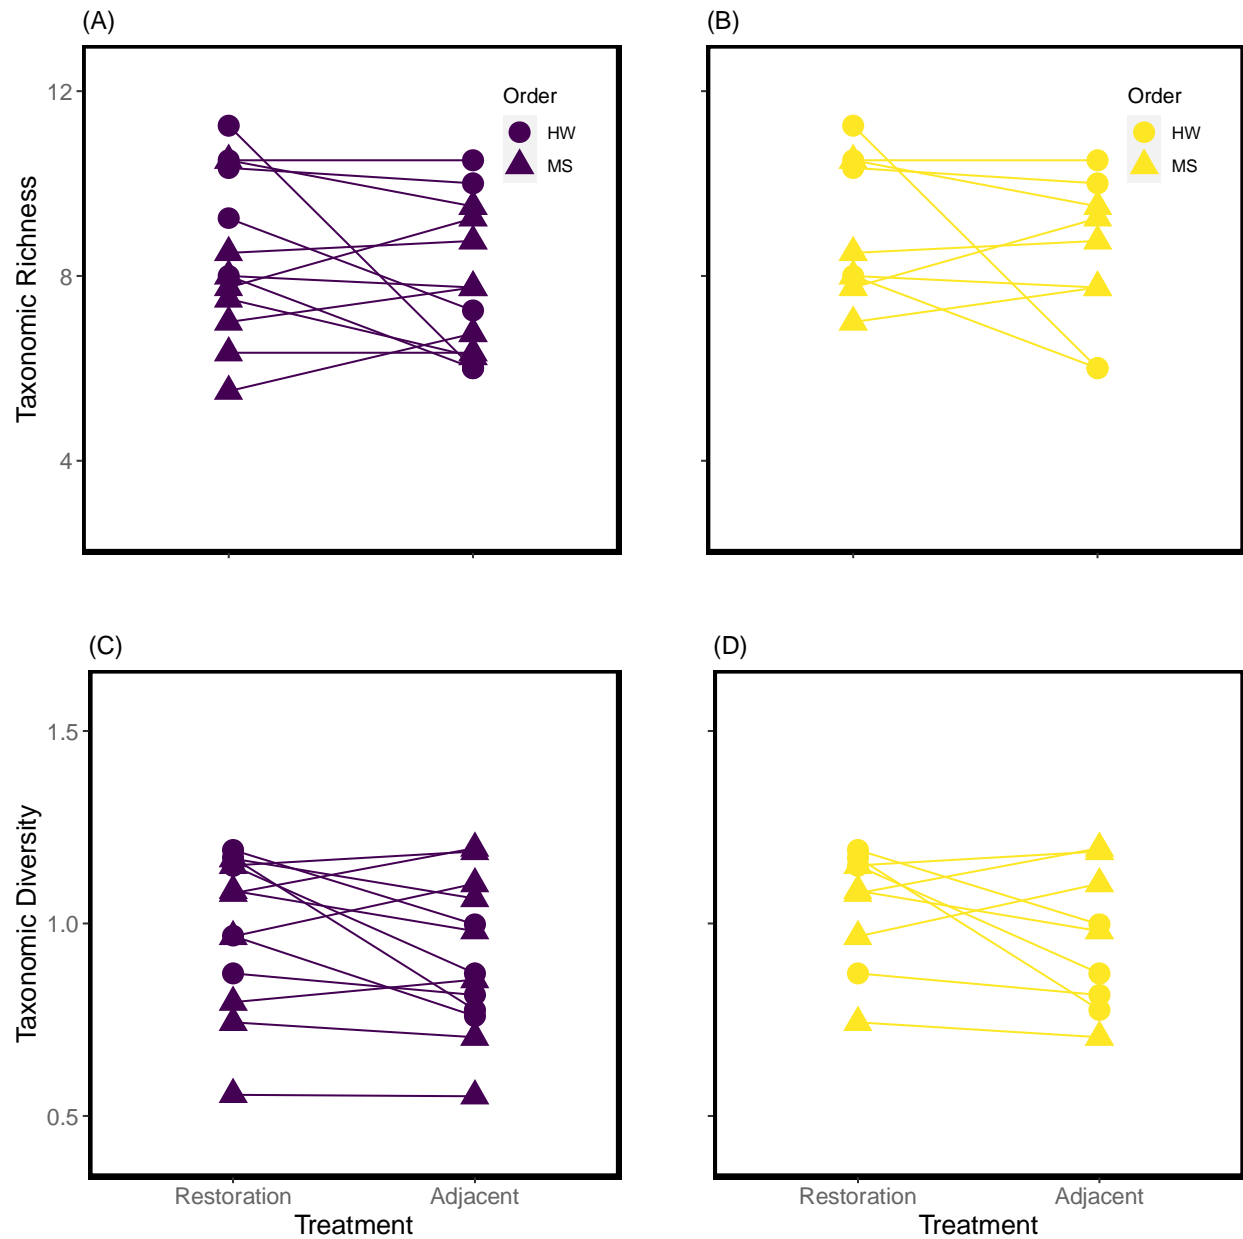 (A)
(B)
Taxonomic Richness
12
8
4
Order
HW
MS
Order
HW
MS
(C)
(D)
Taxonomic Diversity
1.5
1.0
0.5
Restoration
Adjacent
Restoration
Adjacent
Treatment
Treatment